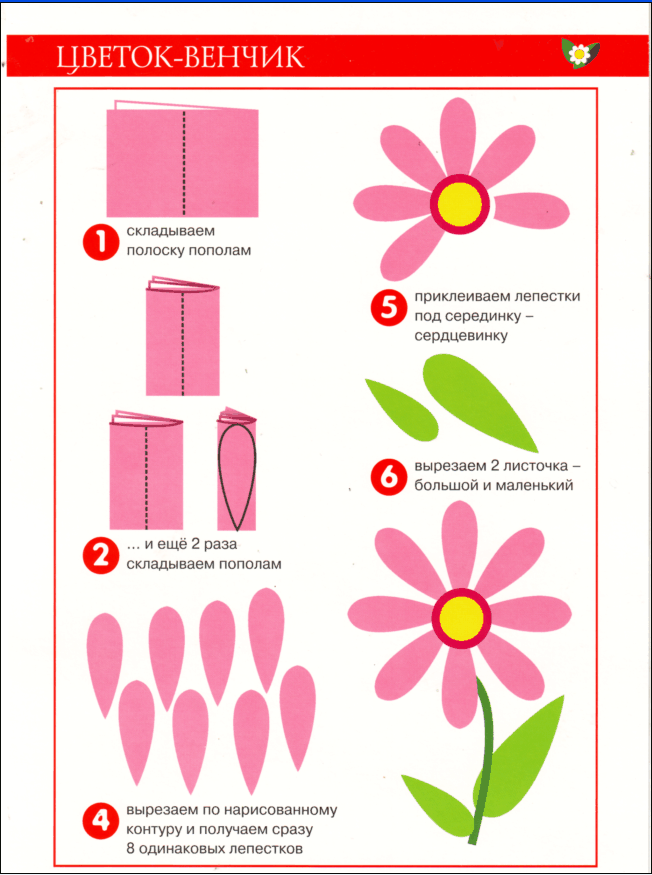 ЦВЕТОК-ВЕНЧИК
1
складываем
полоску пополам
2
... и ещё 2 раза
складываем пополам
4
вырезаем по нарисованному
контуру и получаем сразу
8 одинаковых лепестков
5
приклеиваем лепестки
под серединку –
сердцевинку
6
вырезаем 2 листочка –
большой и маленький